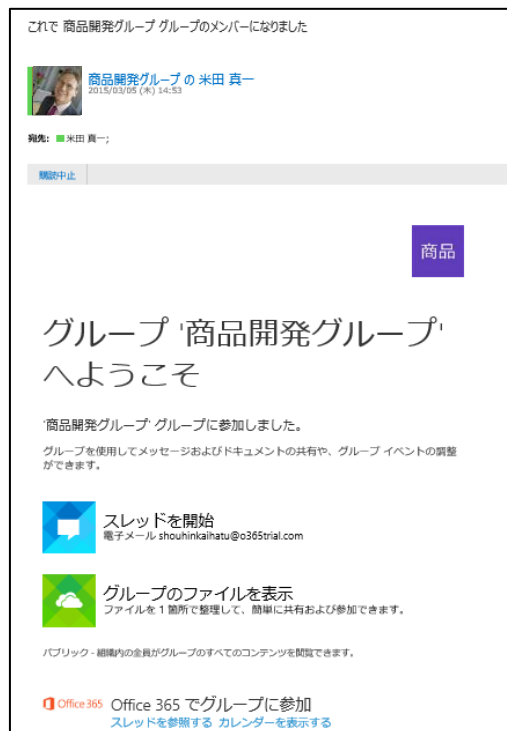 これで 商品開発グループ グループのメンバーになりました
商品開発グループ の 米田 真一
2015/03/05 (木) 14:53
宛先: 米田 真一;
購読中止
商品
グループ '商品開発グループ'
へようこそ
'商品開発グループ' グループに参加しました。
グループを使用してメッセージおよびドキュメントの共有や、グループ イベントの調整
ができます。
スレッドを開始
電子メール shouhinkaihatu@o365trial.com
グループのファイルを表示
ファイルを 1 箇所で整理して、簡単に共有および参加できます。
パブリック - 組織内の全員がグループのすべてのコンテンツを閲覧できます。
Office 365 Office 365 でグループに参加
スレッドを参照する カレンダーを表示する